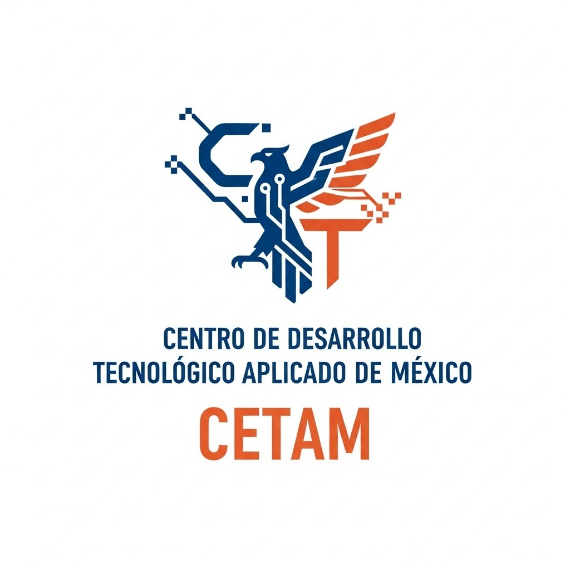 C
T
CENTRO DE DESARROLLO
TECNOLÓGICO APLICADO DE MÉXICO
CETAM